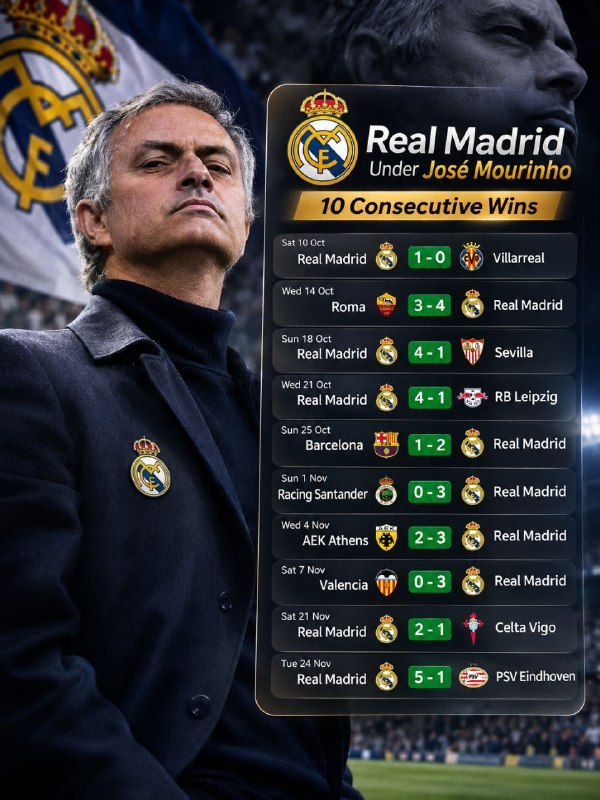 Real Madrid
Under José Mourinho
10 Consecutive Wins
Sat 10 Oct
Real Madrid 1 - 0 Villarreal
Wed 14 Oct
Roma 3 - 4 Real Madrid
Sun 18 Oct
Real Madrid 4 - 1 Sevilla
Wed 21 Oct
Real Madrid 4 - 1 RB Leipzig
Sun 25 Oct
Barcelona 1 - 2 Real Madrid
Sun 1 Nov
Racing Santander 0 - 3 Real Madrid
Wed 4 Nov
AEK
AEK Athens 2 - 3 Real Madrid
Sat 7 Nov
Valencia 0 - 3 Real Madrid
Sat 21 Nov
Real Madrid 2 - 1 Celta Vigo
Tue 24 Nov
Real Madrid 5 - 1 PSV PSV Eindhoven